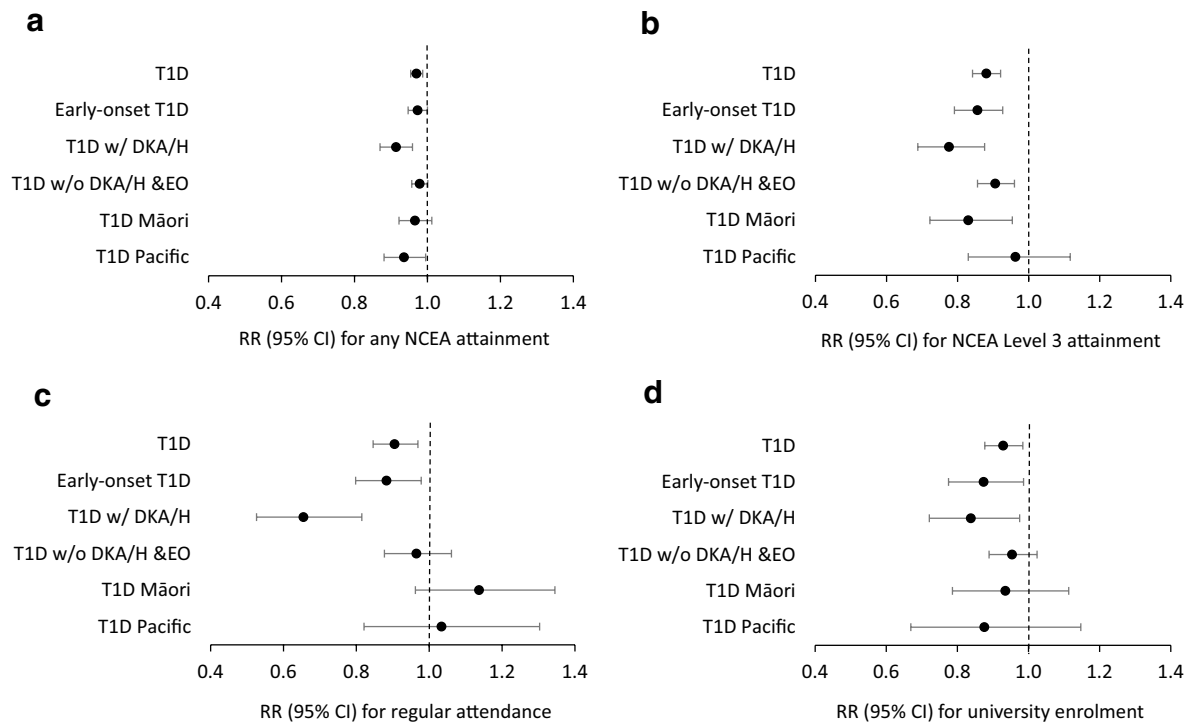 a
T1D
Early-onset T1D
T1D w/ DKA/H
T1D w/o DKA/H &EO
T1D Māori
T1D Pacific
0.4 0.6 0.8 1.0 1.2 1.4
RR (95% CI) for any NCEA attainment
b
T1D
Early-onset T1D
T1D w/ DKA/H
T1D w/o DKA/H &EO
T1D Māori
T1D Pacific
0.4 0.6 0.8 1.0 1.2 1.4
RR (95% CI) for NCEA Level 3 attainment
c
T1D
Early-onset T1D
T1D w/ DKA/H
T1D w/o DKA/H &EO
T1D Māori
T1D Pacific
0.4 0.6 0.8 1.0 1.2 1.4
RR (95% CI) for regular attendance
d
T1D
Early-onset T1D
T1D w/ DKA/H
T1D w/o DKA/H &EO
T1D Māori
T1D Pacific
0.4 0.6 0.8 1.0 1.2 1.4
RR (95% CI) for university enrolment